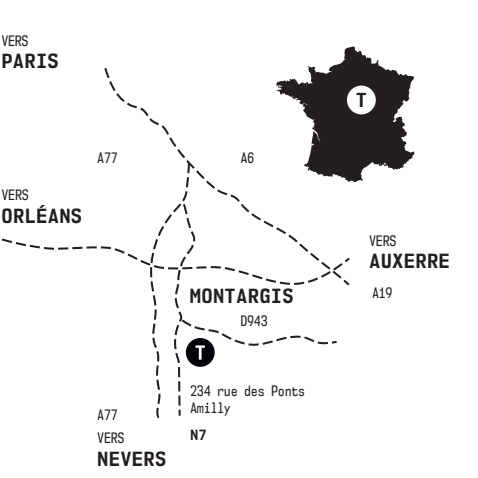 VERS
PARIS
T
A77
A6
VERS
ORLÉANS
VERS
AUXERRE
A19
MONTARGIS
D943
T
234 rue des Ponts
Amilly
A77
N7
VERS
NEVERS